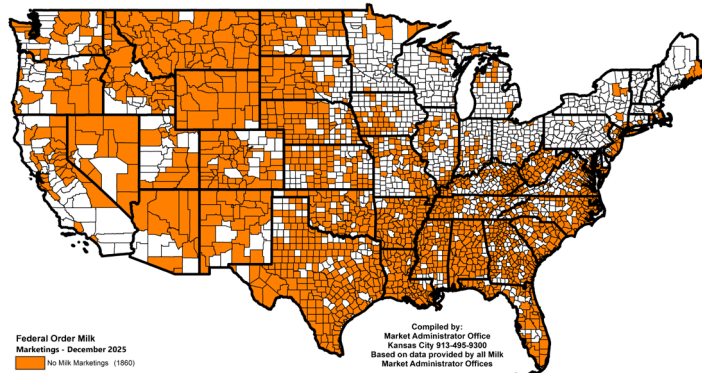 Federal Order Milk
Marketings - December 2025
No Milk Marketings (1860)
Compiled by:
Market Administrator Office
Kansas City 913-495-9300
Based on data provided by all Milk
Market Administrator Offices